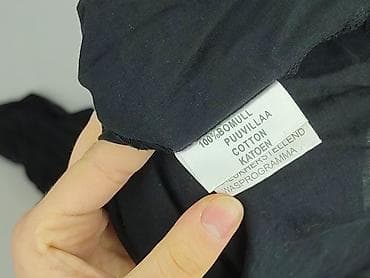 100%BOMULL
PUUVILLAA
COTTON
KATOEN
WASPROGRAMMA